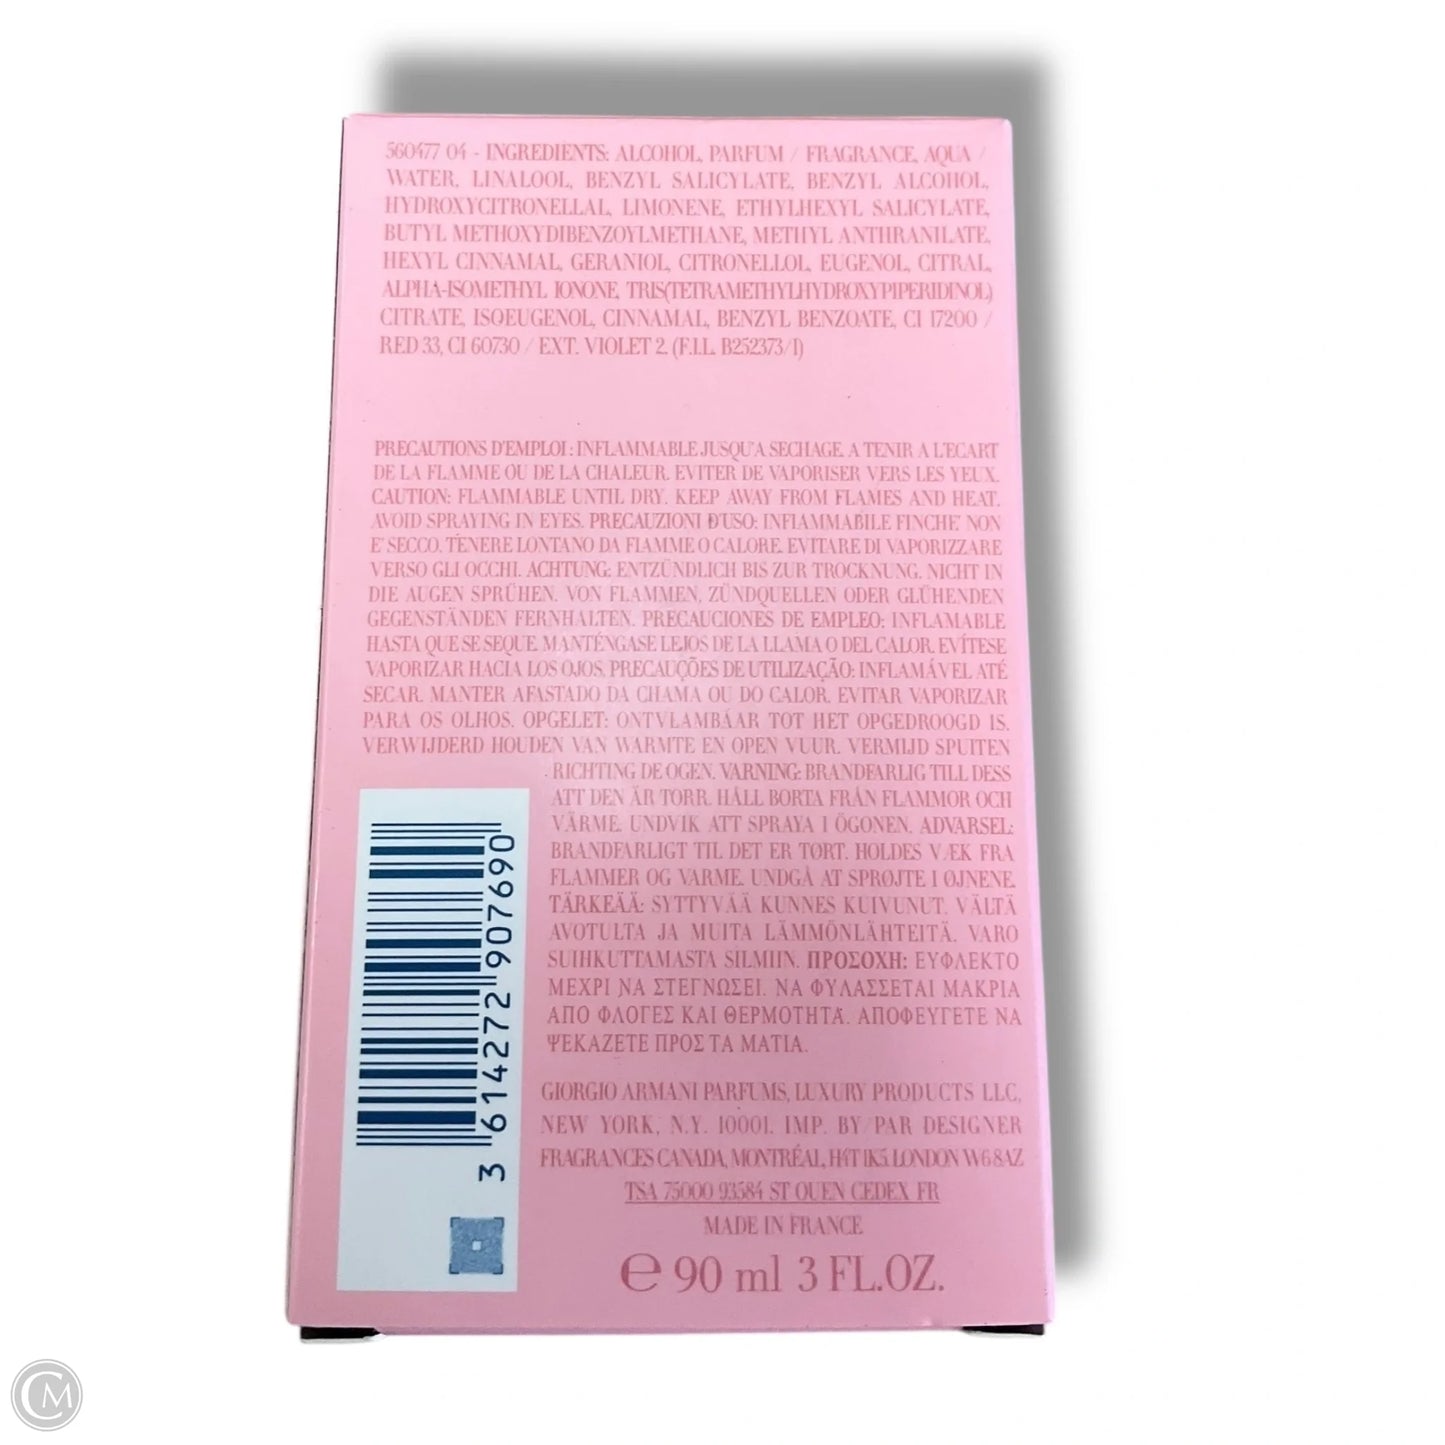 560477 04 - INGREDIENTS: ALCOHOL, PARFUM / FRAGRANCE, AQUA /
WATER, LINALOOL, BENZYL SALICYLATE, BENZYL ALCOHOL,
HYDROXYCITRONELLAL, LIMONENE, ETHYLHEXYL SALICYLATE,
BUTYL METHOXYDIBENZOYLMETHANE, METHYL ANTHRANILATE,
HEXYL CINNAMAL, GERANIOL, CITRONELLOL, EUGENOL, CITRAL,
ALPHA-ISOMETHYL IONONE, TRIS(TETRAMETHYLHYDROXYPIPERIDINOL)
CITRATE, ISOEUGENOL, CINNAMAL, BENZYL BENZOATE, CI 17200 /
RED 33, CI 60730 / EXT. VIOLET 2. (F.I.L. B252373/1)
PRECAUTIONS D'EMPLOI : INFLAMMABLE JUSQU'A SECHAGE. A TENIR A L'ECART
DE LA FLAMME OU DE LA CHALEUR. EVITER DE VAPORISER VERS LES YEUX.
CAUTION: FLAMMABLE UNTIL DRY. KEEP AWAY FROM FLAMES AND HEAT.
AVOID SPRAYING IN EYES. PRECAUZIONI D'USO: INFIAMMABILE FINCHE' NON
E' SECCO. TENERE LONTANO DA FIAMME O CALORE. EVITARE DI VAPORIZZARE
VERSO GLI OCCHI. ACHTUNG: ENTZÜNDLICH BIS ZUR TROCKNUNG. NICHT IN
DIE AUGEN SPRÜHEN. VON FLAMMEN, ZÜNDQUELLEN ODER GLÜHENDEN
GEGENSTÄNDEN FERNHALTEN. PRECAUCIONES DE EMPLEO: INFLAMABLE
HASTA QUE SE SEQUE. MANTÉNGASE LEJOS DE LA LLAMA O DEL CALOR. EVÍTESE
VAPORIZAR HACIA LOS OJOS. PRECAUÇÕES DE UTILIZAÇÃO: INFLAMÁVEL ATÉ
SECAR. MANTER AFASTADO DA CHAMA OU DO CALOR. EVITAR VAPORIZAR
PARA OS OLHOS. OPGELET: ONTVLAMBÁAR TOT HET OPGEDROOGD IS.
VERWIJDERD HOUDEN VAN WARMTE EN OPEN VUUR. VERMIJD SPUITEN
RICHTING DE OGEN. VARNING: BRANDFARLIG TILL DESS
ATT DEN ÄR TORR. HÅLL BORTA FRÅN FLAMMOR OCH
VÄRME. UNDVIK ATT SPRAYA I ÖGONEN. ADVARSEL:
BRANDFARLIGT TIL DET ER TØRT. HOLDES VÆK FRA
FLAMMER OG VARME. UNDGÅ AT SPRØJTE I ØJNENE.
TÄRKEÄÄ: SYTTYVÄÄ KUNNES KUIVUNUT. VÄLTÄ
AVOTULTA JA MUITA LÄMMÖNLÄHTEITÄ. VARO
SUIHKUTTAMASTA SILMIIN. ΠΡΟΣΟΧΗ: ΕΥΦΛΕΚΤΟ
ΜΕΧΡΙ ΝΑ ΣΤΕΓΝΩΣΕΙ. ΝΑ ΦΥΛΑΣΣΕΤΑΙ ΜΑΚΡΙΑ
ΑΠΟ ΦΛΟΓΕΣ ΚΑΙ ΘΕΡΜΟΤΗΤΑ. ΑΠΟΦΕΥΓΕΤΕ ΝΑ
ΨΕΚΑΖΕΤΕ ΠΡΟΣ ΤΑ ΜΑΤΙΑ.
GIORGIO ARMANI PARFUMS, LUXURY PRODUCTS LLC,
NEW YORK, N.Y. 10001. IMP. BY/PAR DESIGNER
FRAGRANCES CANADA, MONTRÉAL, H4T 1K5. LONDON W6 8AZ
TSA 75000 93584 ST OUEN CEDEX FR
MADE IN FRANCE
℮ 90 ml 3 FL.OZ.
3 614272 907690
CM